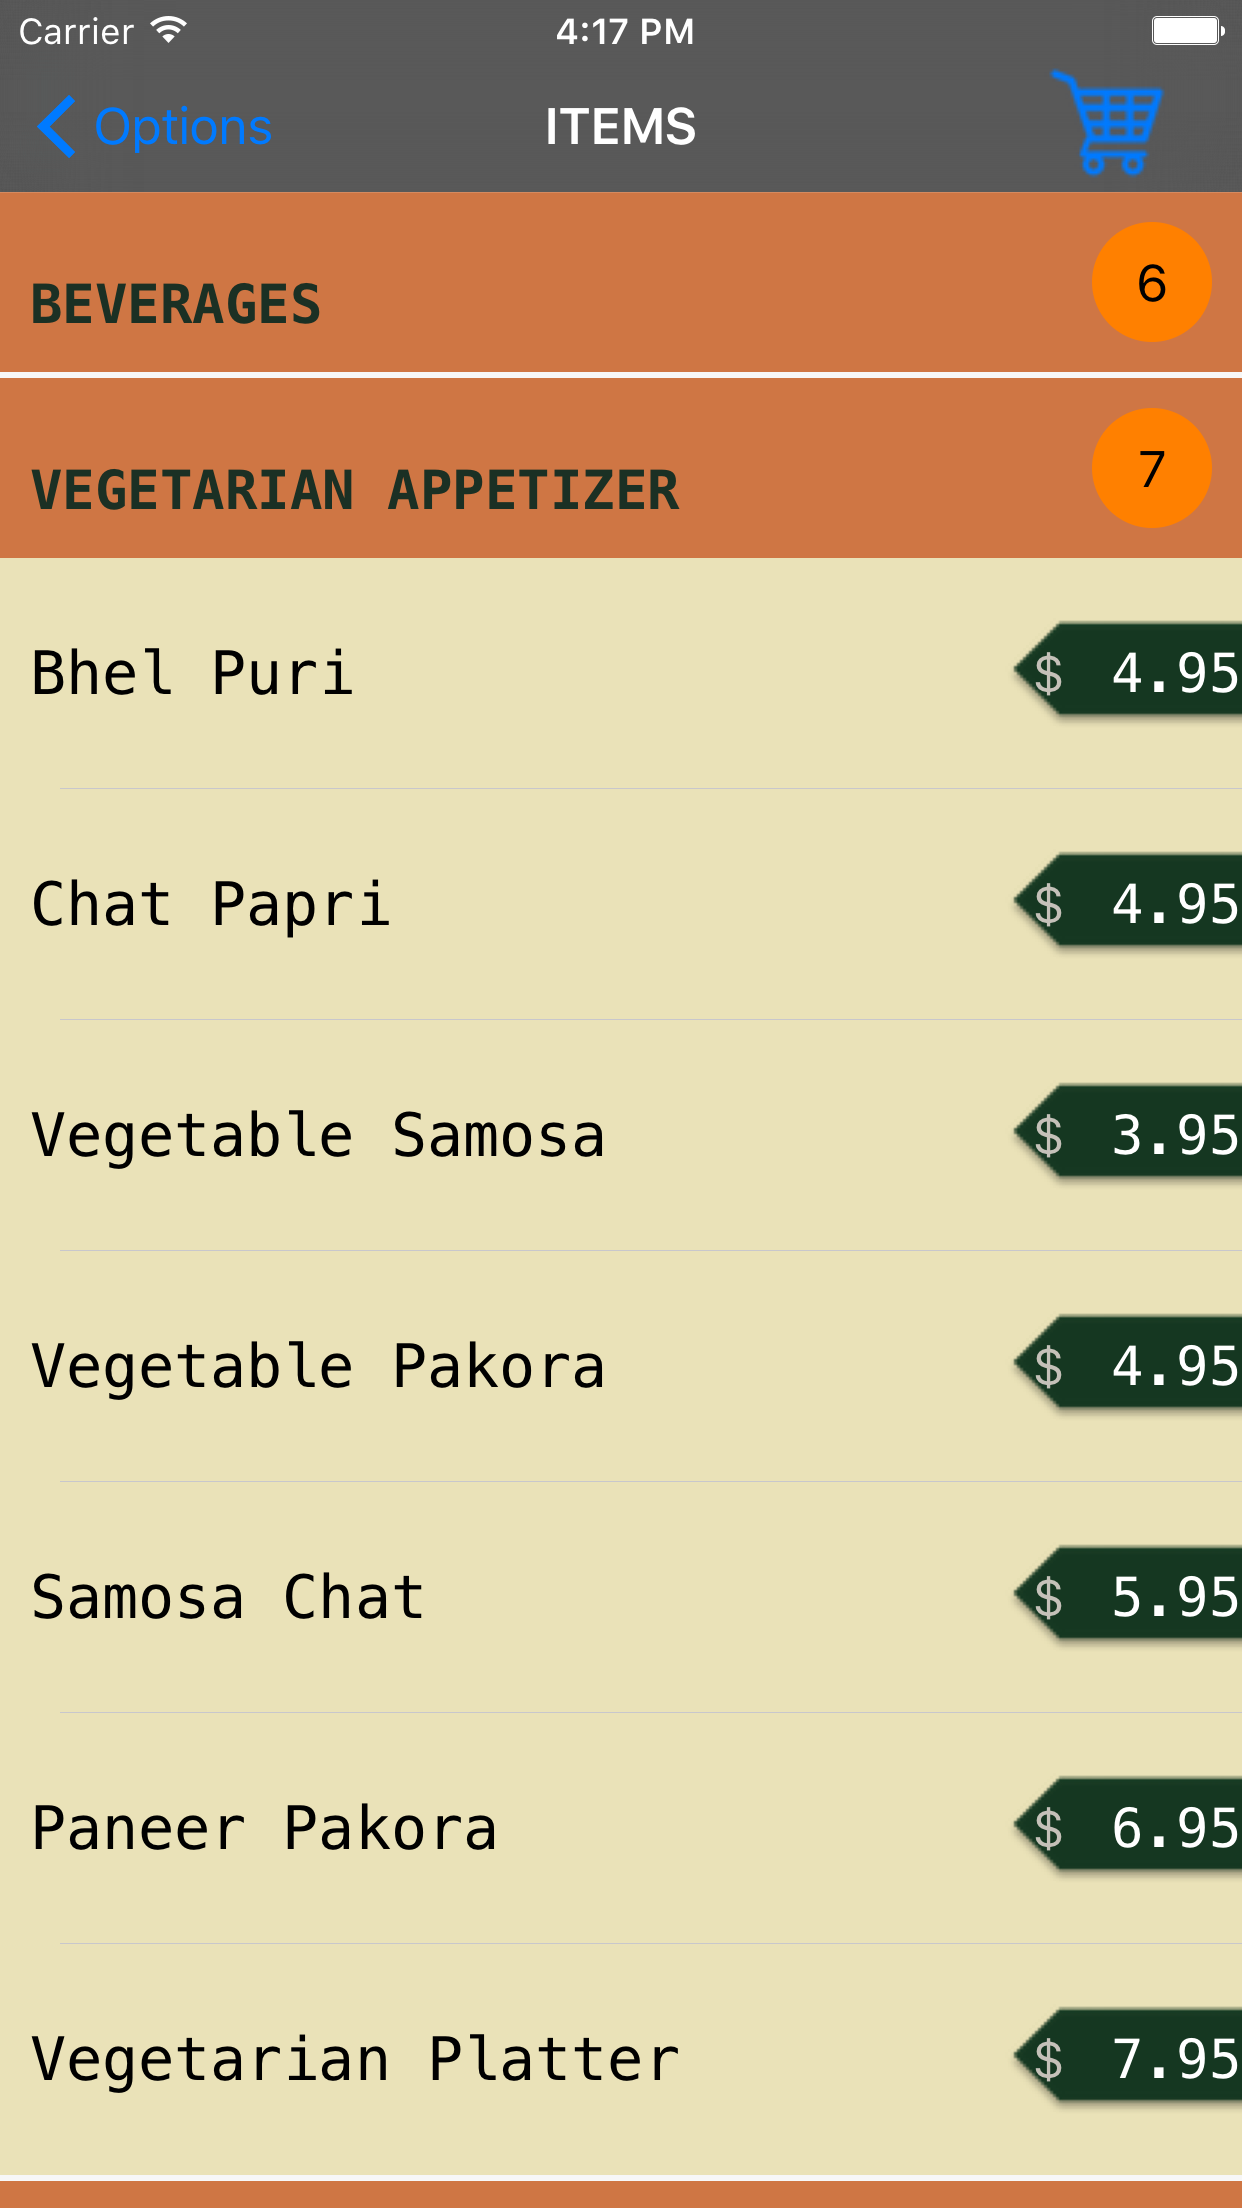 Carrier 4:17 PM
Options ITEMS
BEVERAGES 6
VEGETARIAN APPETIZER 7
Bhel Puri $ 4.95
Chat Papri $ 4.95
Vegetable Samosa $ 3.95
Vegetable Pakora $ 4.95
Samosa Chat $ 5.95
Paneer Pakora $ 6.95
Vegetarian Platter $ 7.95